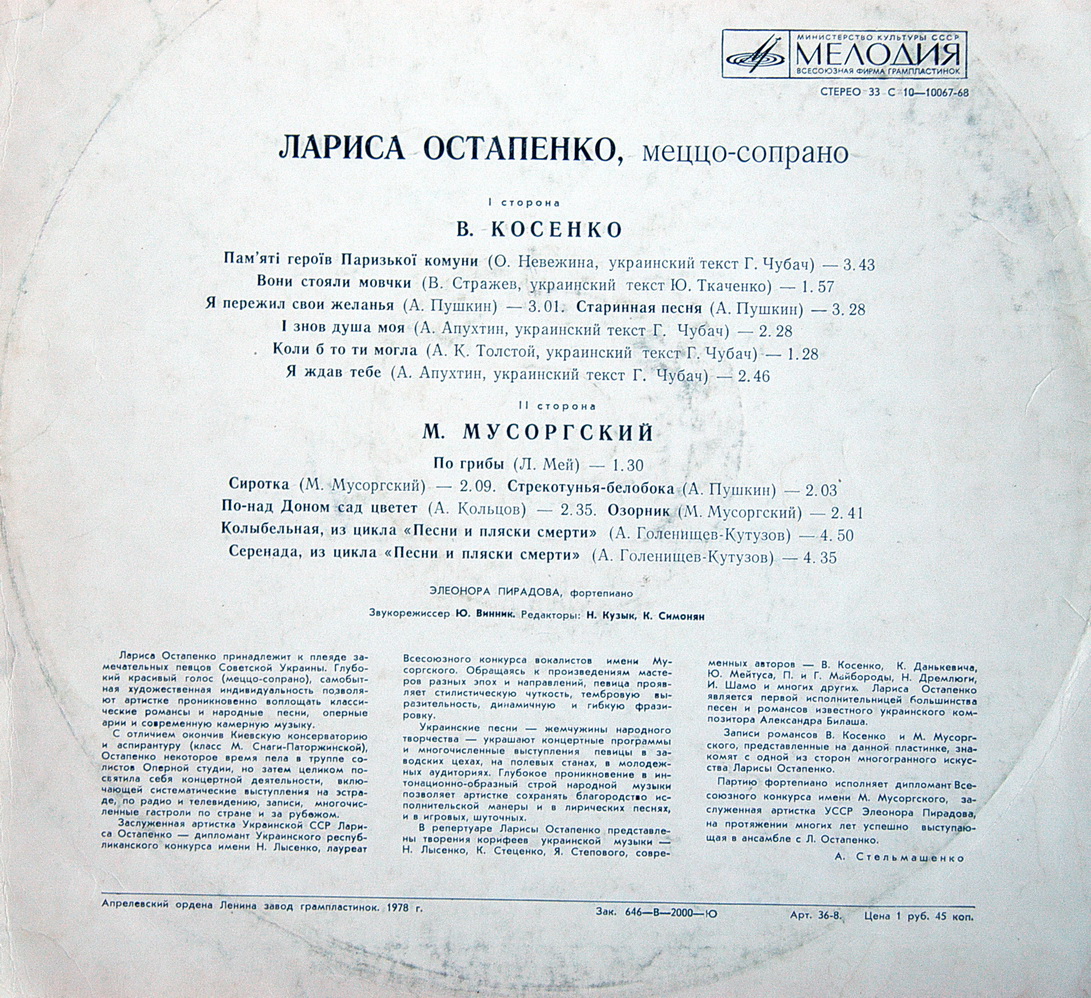 МИНИСТЕРСТВО КУЛЬТУРЫ СССР
МЕЛОДИЯ
ВСЕСОЮЗНАЯ ФИРМА ГРАМПЛАСТИНОК
СТЕРЕО 33 С 10—10067-68
ЛАРИСА ОСТАПЕНКО, меццо-сопрано
I сторона
В. КОСЕНКО
Пам'яті героїв Паризької комуни (О. Невежина, украинский текст Г. Чубач) — 3.43
Вони стояли мовчки (В. Стражев, украинский текст Ю. Ткаченко) — 1. 57
Я пережил свои желанья (А. Пушкин) — 3.01. Старинная песня (А. Пушкин) — 3. 28
І знов душа моя (А. Апухтин, украинский текст Г. Чубач) — 2. 28
Коли б то ти могла (А. К. Толстой, украинский текст Г. Чубач) — 1.28
Я ждав тебе (А. Апухтин, украинский текст Г. Чубач) — 2.46
II сторона
М. МУСОРГСКИЙ
По грибы (Л. Мей) — 1.30
Сиротка (М. Мусоргский) — 2.09. Стрекотунья-белобока (А. Пушкин) — 2.03
По-над Доном сад цветет (А. Кольцов) — 2.35. Озорник (М. Мусоргский) — 2. 41
Колыбельная, из цикла «Песни и пляски смерти» (А. Голенищев-Кутузов) — 4. 50
Серенада, из цикла «Песни и пляски смерти» (А. Голенищев-Кутузов) — 4. 35
ЭЛЕОНОРА ПИРАДОВА, фортепиано
Звукорежиссер Ю. Винник. Редакторы: Н. Кузык, К. Симонян
Лариса Остапенко принадлежит к плеяде за-
мечательных певцов Советской Украины. Глубо-
кий красивый голос (меццо-сопрано), самобыт-
ная художественная индивидуальность позволя-
ют артистке проникновенно воплощать класси-
ческие романсы и народные песни, оперные
арии и современную камерную музыку.
С отличием окончив Киевскую консерваторию
и аспирантуру (класс М. Снаги-Паторжинской),
Остапенко некоторое время пела в труппе со-
листов Оперной студии, но затем целиком по-
святила себя концертной деятельности, вклю-
чающей систематические выступления на эстра-
де, по радио и телевидению, записи, многочис-
ленные гастроли по стране и за рубежом.
Заслуженная артистка Украинской ССР Лари-
са Остапенко — дипломант Украинского респуб-
ликанского конкурса имени Н. Лысенко, лауреат
Всесоюзного конкурса вокалистов имени Му-
соргского. Обращаясь к произведениям масте-
ров разных эпох и направлений, певица прояв-
ляет стилистическую чуткость, тембровую вы-
разительность, динамичную и гибкую фрази-
ровку.
Украинские песни — жемчужины народного
творчества — украшают концертные программы
и многочисленные выступления певицы в за-
водских цехах, на полевых станах, в молодеж-
ных аудиториях. Глубокое проникновение в ин-
тонационно-образный строй народной музыки
позволяет артистке сохранять благородство ис-
полнительской манеры и в лирических песнях,
и в игровых, шуточных.
В репертуаре Ларисы Остапенко представле-
ны творения корифеев украинской музыки —
Н. Лысенко, К. Стеценко, Я. Степового, совре-
менных авторов — В. Косенко, К. Данькевича,
Ю. Мейтуса, П. и Г. Майбороды, Н. Дремлюги,
И. Шамо и многих других. Лариса Остапенко
является первой исполнительницей большинства
песен и романсов известного украинского ком-
позитора Александра Билаша.
Записи романсов В. Косенко и М. Мусорг-
ского, представленные на данной пластинке, зна-
комят с одной из сторон многогранного искус-
ства Ларисы Остапенко.
Партию фортепиано исполняет дипломант Все-
союзного конкурса имени М. Мусоргского, за-
служенная артистка УССР Элеонора Пирадова,
на протяжении многих лет успешно выступаю-
щая в ансамбле с Л. Остапенко.
А. Стельмашенко
Апрелевский ордена Ленина завод грампластинок. 1978 г.
Зак. 646—В—2000—Ю
Арт. 36-8. Цена 1 руб. 45 коп.